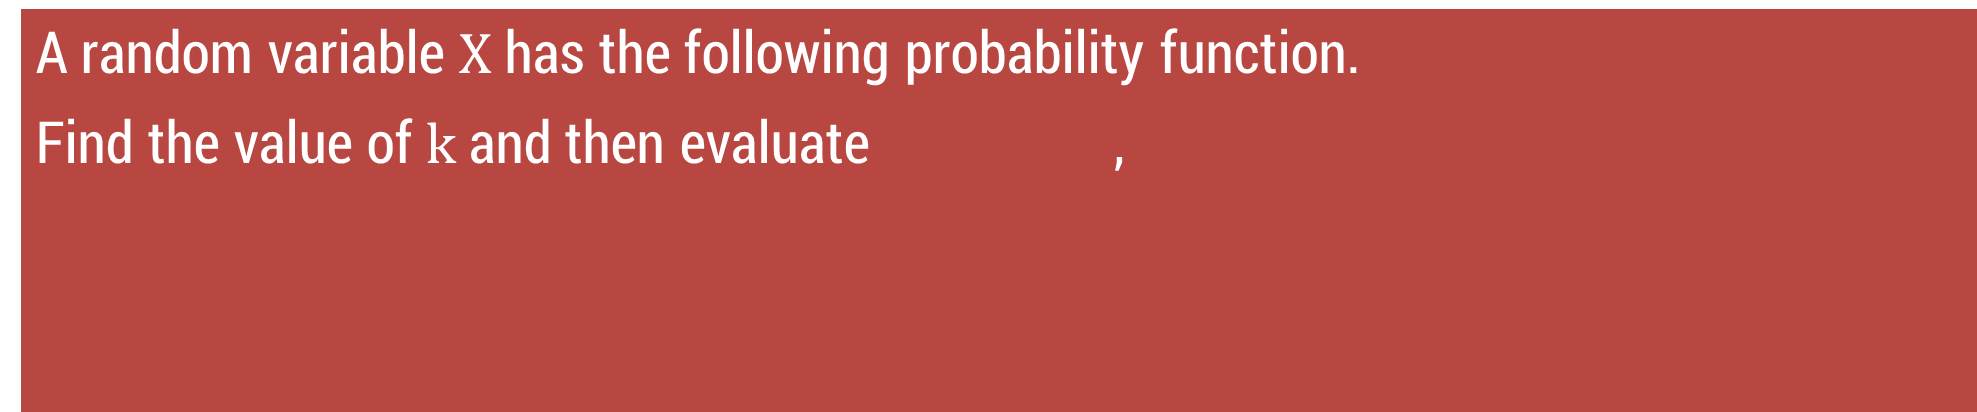 A random variable X has the following probability function.
Find the value of k and then evaluate ,